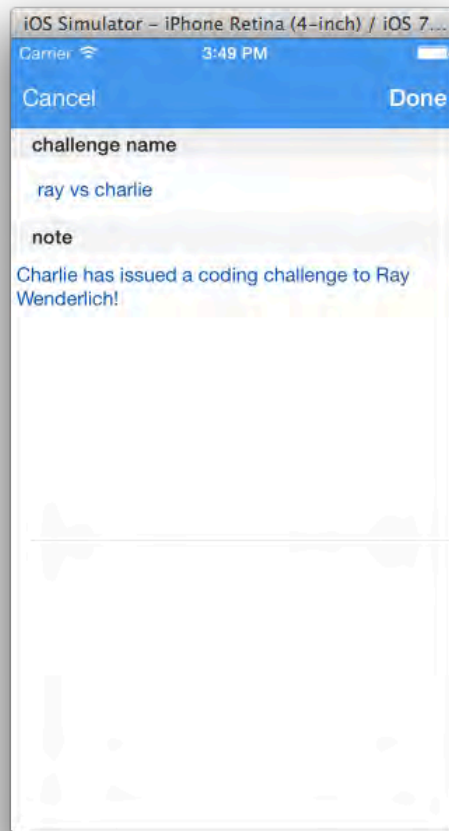 iOS Simulator – iPhone Retina (4-inch) / iOS 7...
Carrier 3:49 PM
Cancel Done
challenge name
ray vs charlie
note
Charlie has issued a coding challenge to Ray
Wenderlich!